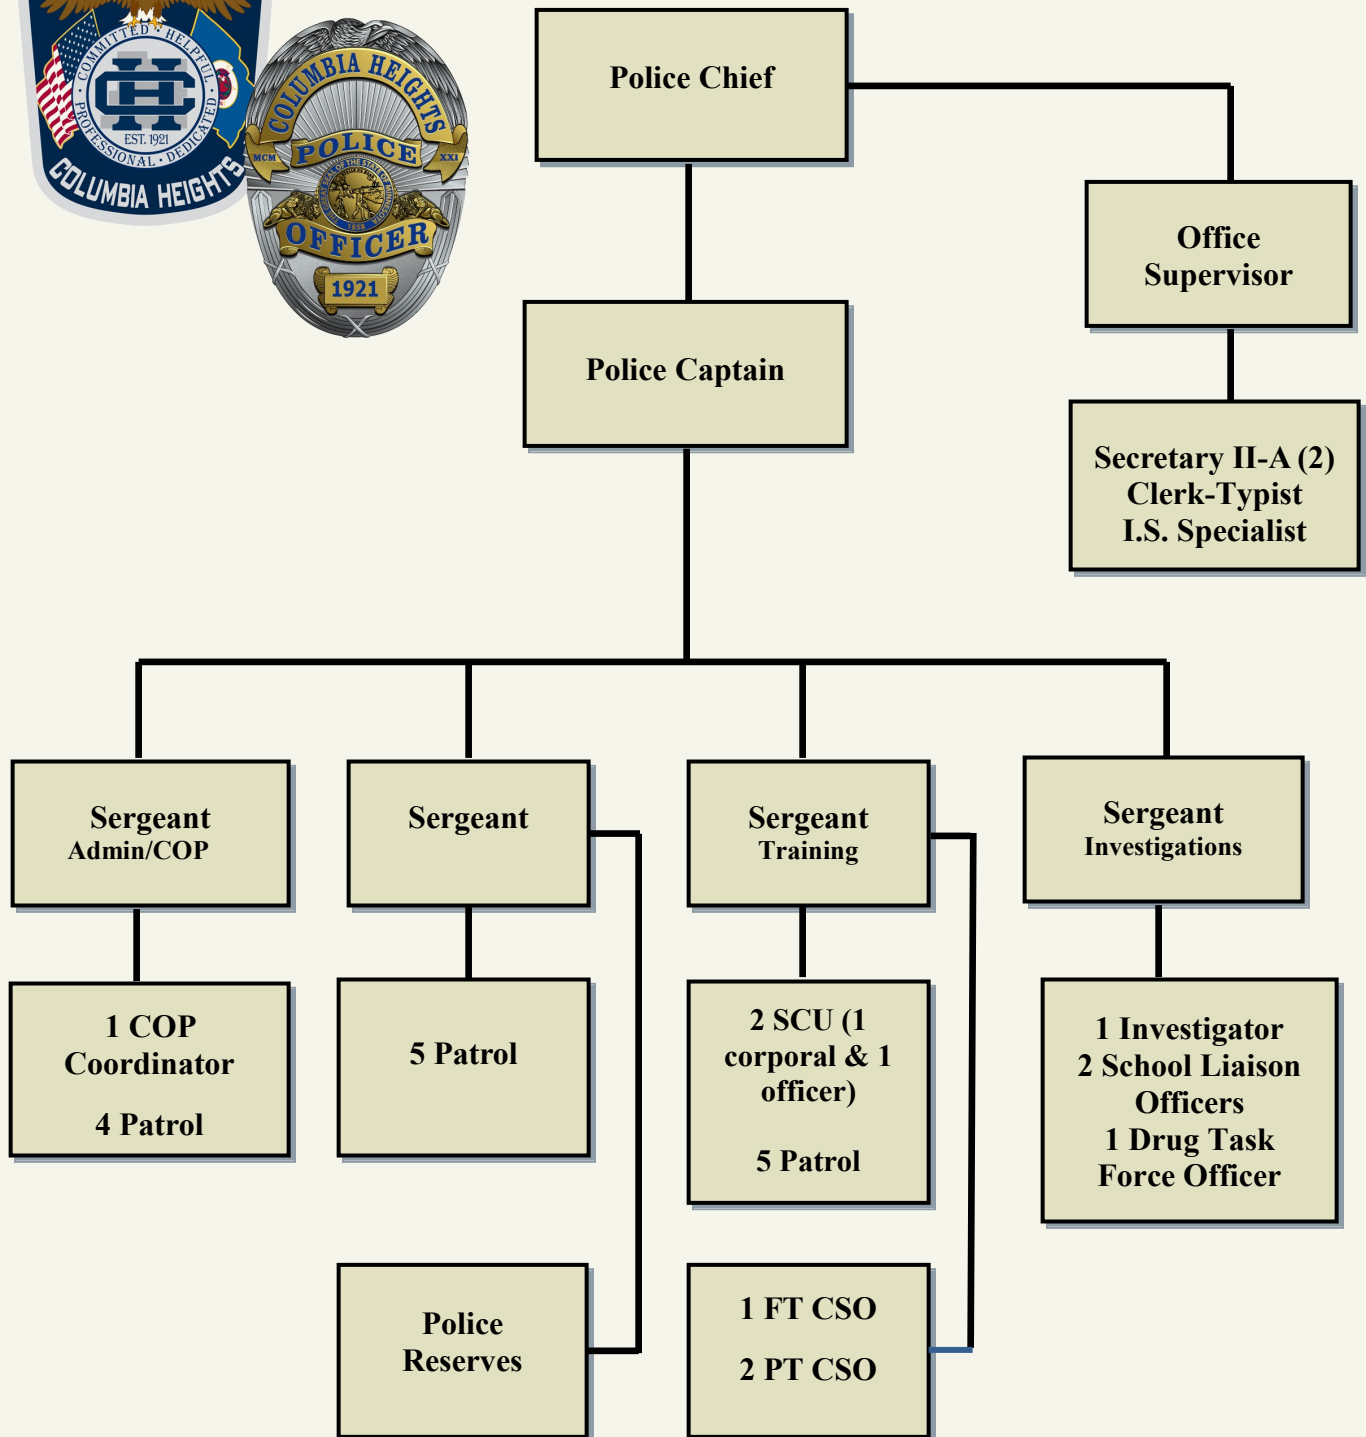 COMMITTED · HELPFUL
PROFESSIONAL · DEDICATED
EST. 1921
COLUMBIA HEIGHTS
COLUMBIA HEIGHTS
MCM
XXI
POLICE
1858
OFFICER
1921
Police Chief
Office
Supervisor
Police Captain
Secretary II-A (2)
Clerk-Typist
I.S. Specialist
Sergeant
Admin/COP
Sergeant
Sergeant
Training
Sergeant
Investigations
1 COP
Coordinator
4 Patrol
5 Patrol
2 SCU (1
corporal & 1
officer)
5 Patrol
1 Investigator
2 School Liaison
Officers
1 Drug Task
Force Officer
Police
Reserves
1 FT CSO
2 PT CSO